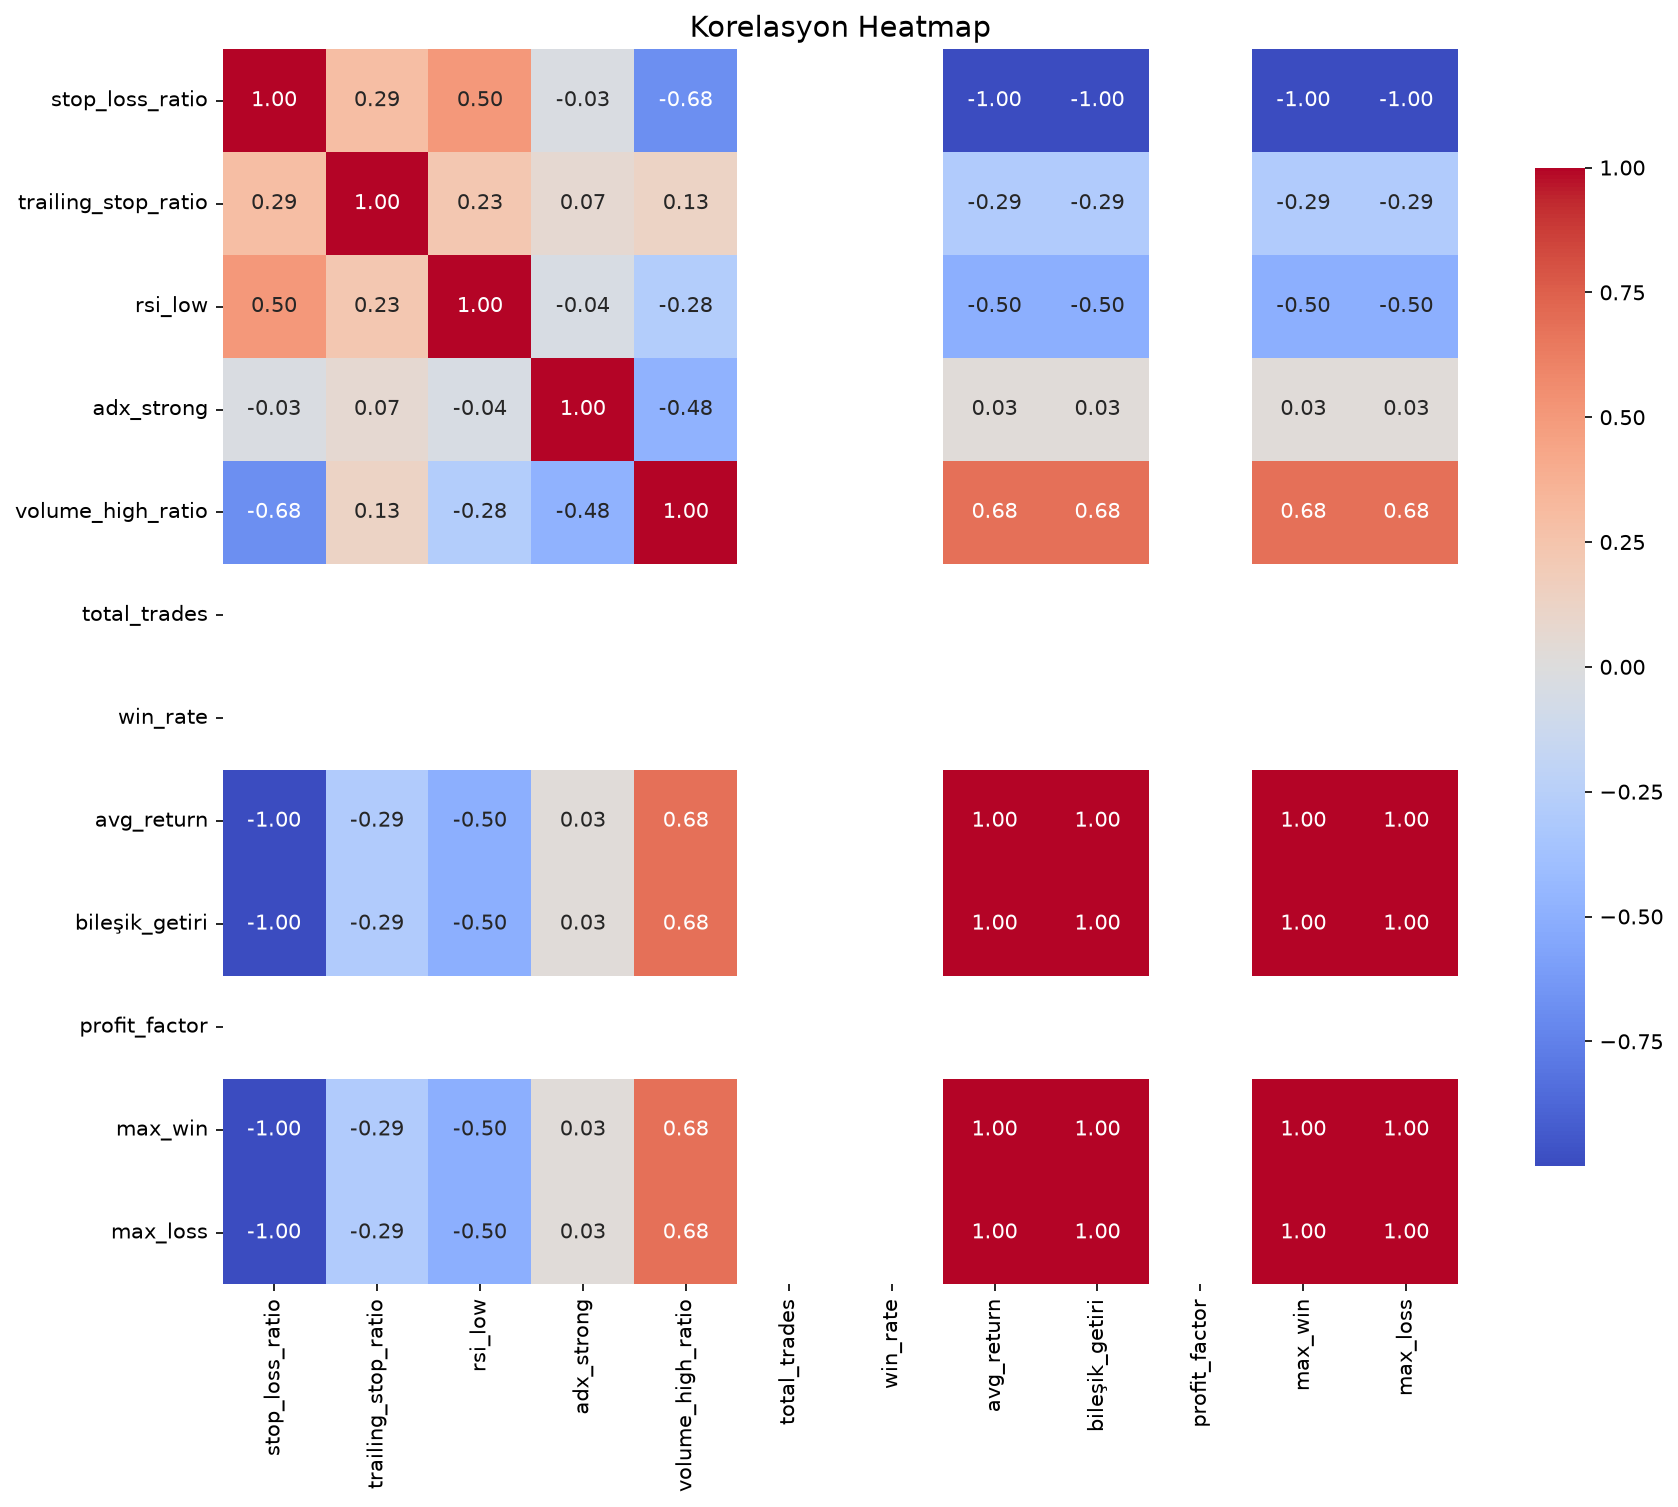 Korelasyon Heatmap
stop_loss_ratio 1.00 0.29 0.50 -0.03 -0.68 -1.00 -1.00 -1.00 -1.00
trailing_stop_ratio 0.29 1.00 0.23 0.07 0.13 -0.29 -0.29 -0.29 -0.29
rsi_low 0.50 0.23 1.00 -0.04 -0.28 -0.50 -0.50 -0.50 -0.50
adx_strong -0.03 0.07 -0.04 1.00 -0.48 0.03 0.03 0.03 0.03
volume_high_ratio -0.68 0.13 -0.28 -0.48 1.00 0.68 0.68 0.68 0.68
total_trades
win_rate
avg_return -1.00 -0.29 -0.50 0.03 0.68 1.00 1.00 1.00 1.00
bileşik_getiri -1.00 -0.29 -0.50 0.03 0.68 1.00 1.00 1.00 1.00
profit_factor
max_win -1.00 -0.29 -0.50 0.03 0.68 1.00 1.00 1.00 1.00
max_loss -1.00 -0.29 -0.50 0.03 0.68 1.00 1.00 1.00 1.00
stop_loss_ratio
trailing_stop_ratio
rsi_low
adx_strong
volume_high_ratio
total_trades
win_rate
avg_return
bileşik_getiri
profit_factor
max_win
max_loss
1.00
0.75
0.50
0.25
0.00
−0.25
−0.50
−0.75